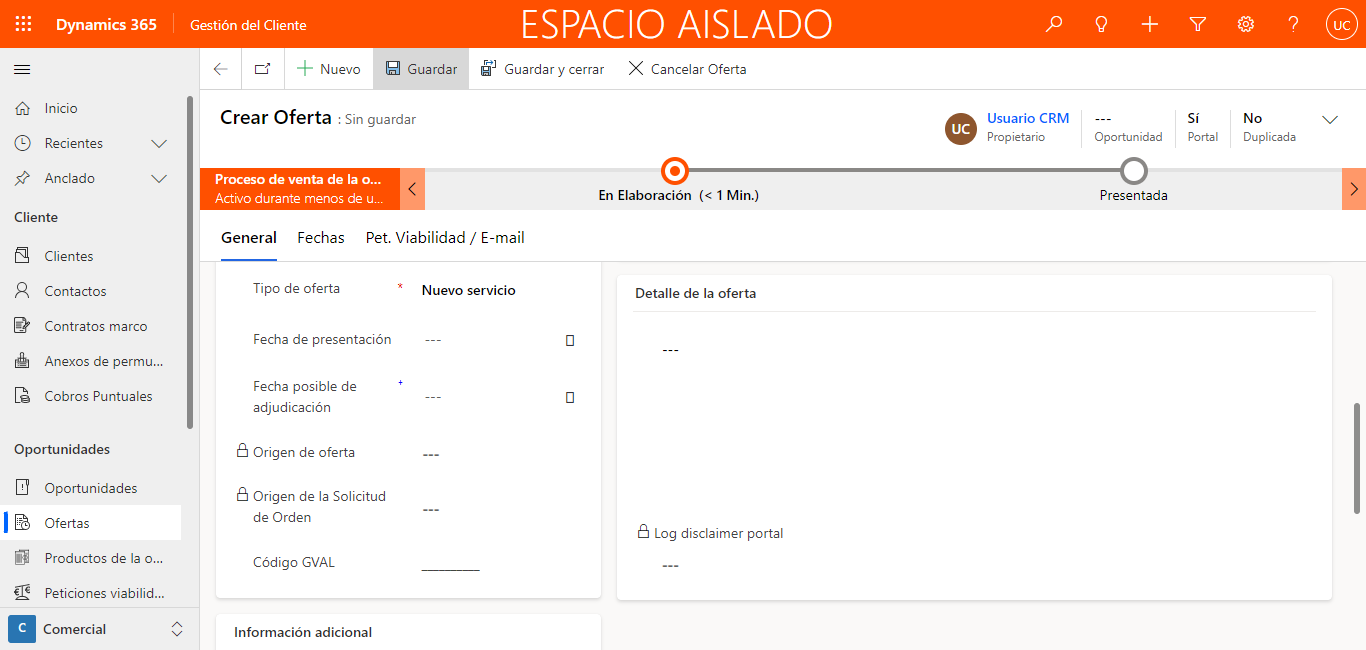 Dynamics 365
Gestión del Cliente
ESPACIO AISLADO
UC
Nuevo
Guardar
Guardar y cerrar
Cancelar Oferta
Inicio
Recientes
Anclado
Cliente
Clientes
Contactos
Contratos marco
Anexos de permu...
Cobros Puntuales
Oportunidades
Oportunidades
Ofertas
Productos de la o...
Peticiones viabilid...
C Comercial
Crear Oferta : Sin guardar
UC
Usuario CRM
Propietario
---
Oportunidad
Sí
Portal
No
Duplicada
Proceso de venta de la o...
Activo durante menos de u...
En Elaboración (< 1 Min.)
Presentada
General
Fechas
Pet. Viabilidad / E-mail
Tipo de oferta * Nuevo servicio
Fecha de presentación ---
Fecha posible de + ---
adjudicación
Origen de oferta ---
Origen de la Solicitud ---
de Orden
Código GVAL __________
Información adicional
Detalle de la oferta
---
Log disclaimer portal
---